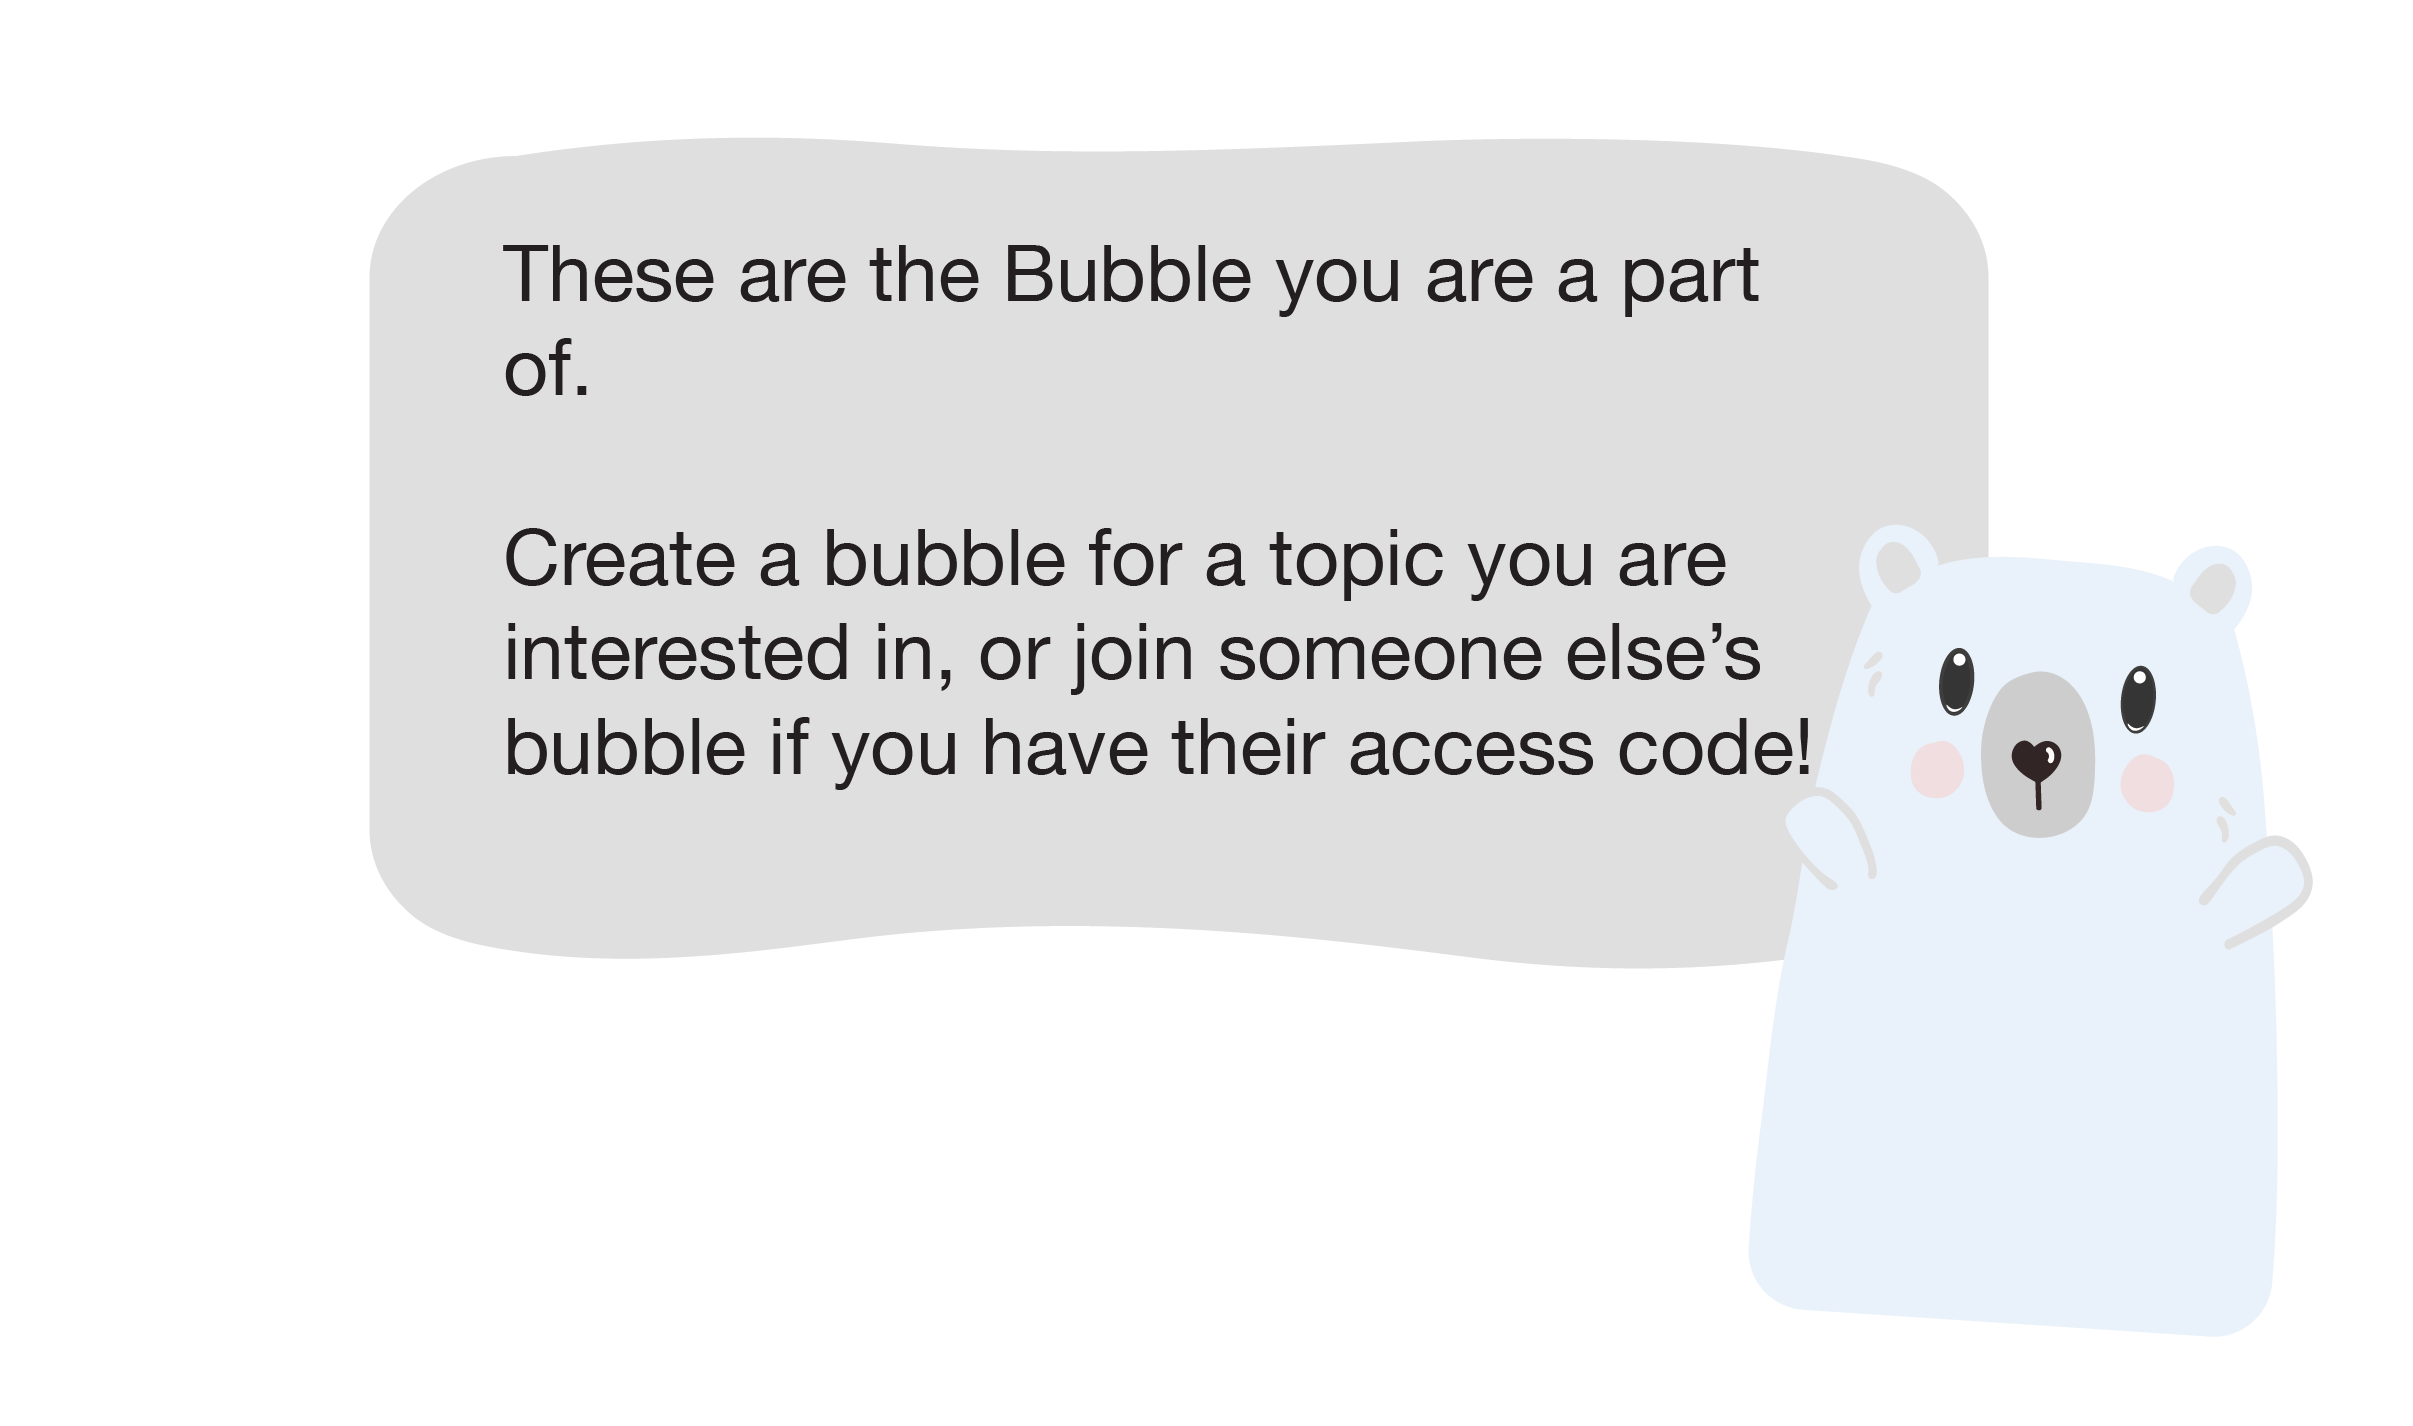 These are the Bubble you are a part
of.
Create a bubble for a topic you are
interested in, or join someone else’s
bubble if you have their access code!